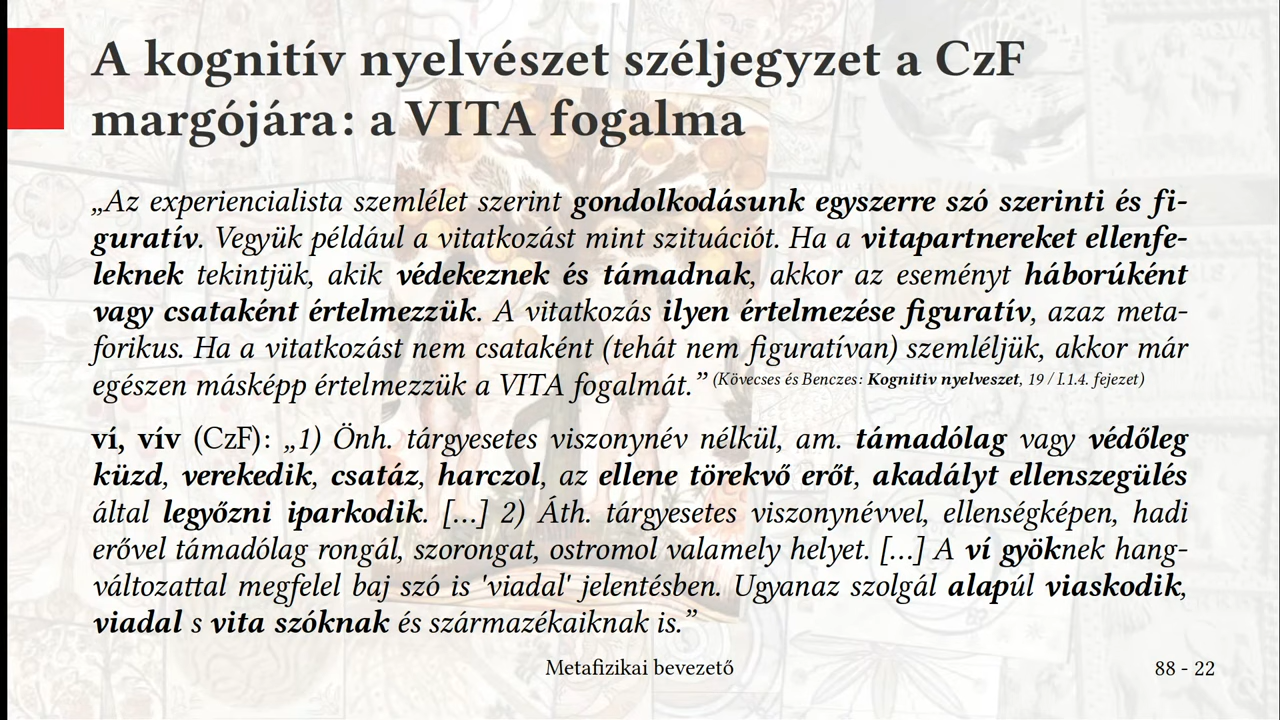 A kognitív nyelvészet széljegyzet a CzF
margójára: a VITA fogalma
„Az experiencialista szemlélet szerint gondolkodásunk egyszerre szó szerinti és fi-
guratív. Vegyük például a vitatkozást mint szituációt. Ha a vitapartnereket ellenfe-
leknek tekintjük, akik védekeznek és támadnak, akkor az eseményt háborúként
vagy csataként értelmezzük. A vitatkozás ilyen értelmezése figuratív, azaz meta-
forikus. Ha a vitatkozást nem csataként (tehát nem figuratívan) szemléljük, akkor már
egészen másképp értelmezzük a VITA fogalmát.” (Kövecses és Benczes: Kognitiv nyelveszet, 19 / I.1.4. fejezet)
ví, vív (CzF): „1) Önh. tárgyesetes viszonynév nélkül, am. támadólag vagy védőleg
küzd, verekedik, csatáz, harczol, az ellene törekvő erőt, akadályt ellenszegülés
által legyőzni iparkodik. […] 2) Áth. tárgyesetes viszonynévvel, ellenségképen, hadi
erővel támadólag rongál, szorongat, ostromol valamely helyet. […] A ví gyöknek hang-
változattal megfelel baj szó is 'viadal' jelentésben. Ugyanaz szolgál alapúl viaskodik,
viadal s vita szóknak és származékaiknak is.”
Metafizikai bevezető
88 - 22